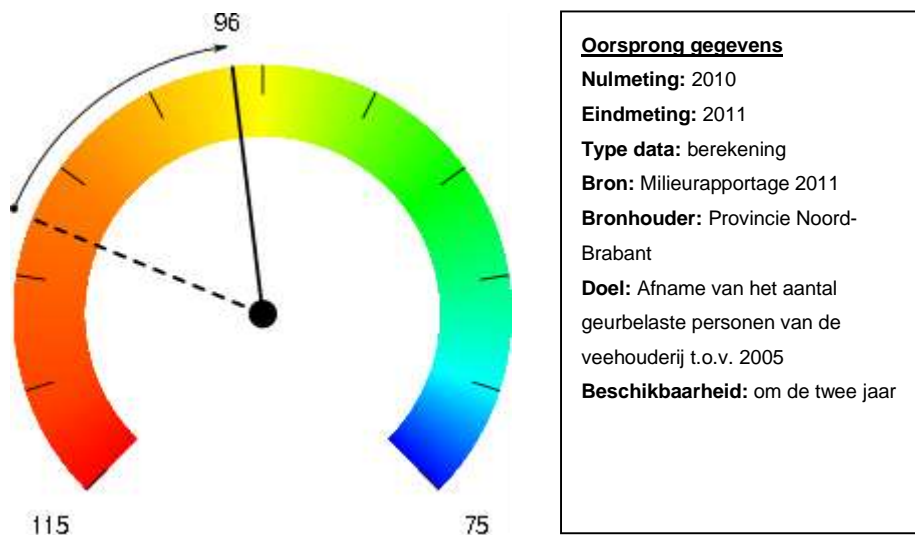 96
115
75
Oorsprong gegevens
Nulmeting: 2010
Eindmeting: 2011
Type data: berekening
Bron: Milieurapportage 2011
Bronhouder: Provincie Noord-
Brabant
Doel: Afname van het aantal
geurbelaste personen van de
veehouderij t.o.v. 2005
Beschikbaarheid: om de twee jaar